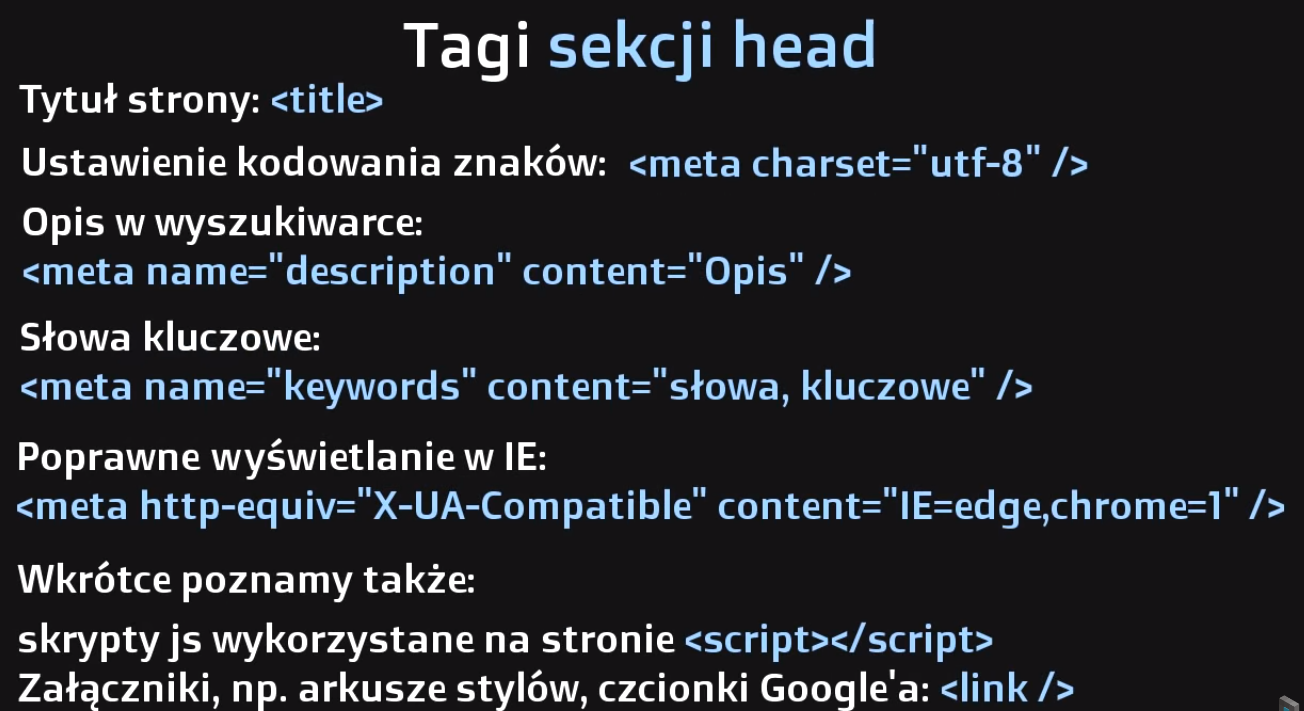 Tagi sekcji head
Tytuł strony: <title>
Ustawienie kodowania znaków: <meta charset="utf-8" />
Opis w wyszukiwarce:
<meta name="description" content="Opis" />
Słowa kluczowe:
<meta name="keywords" content="słowa, kluczowe" />
Poprawne wyświetlanie w IE:
<meta http-equiv="X-UA-Compatible" content="IE=edge,chrome=1" />
Wkrótce poznamy także:
skrypty js wykorzystane na stronie <script></script>
Załączniki, np. arkusze stylów, czcionki Google'a: <link />